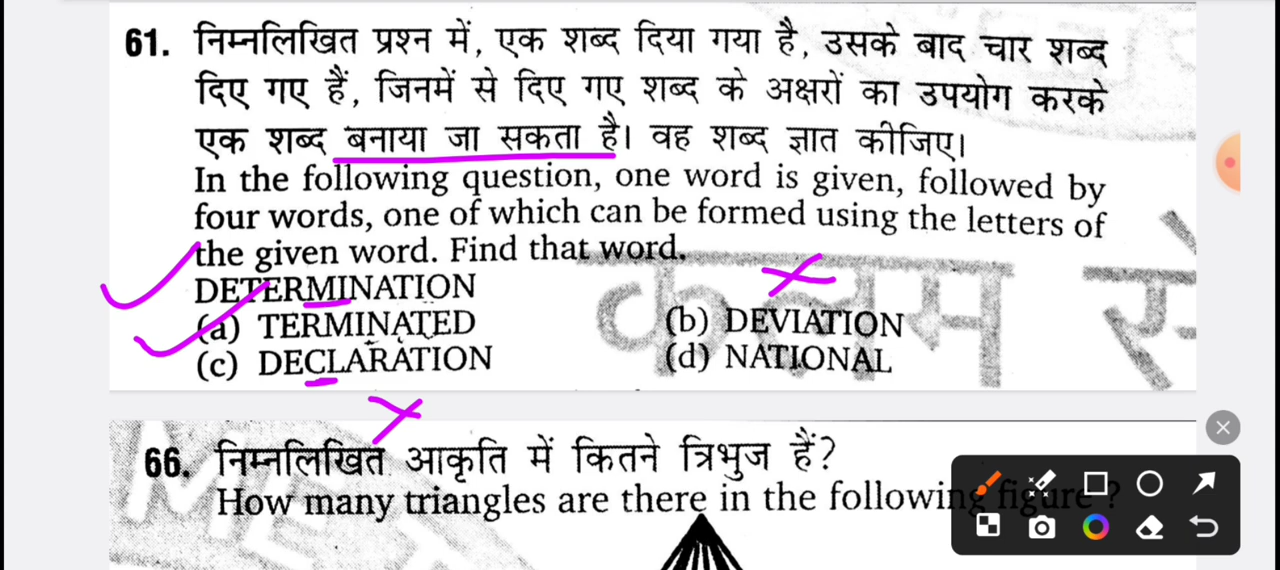 61. निम्नलिखित प्रश्न में, एक शब्द दिया गया है, उसके बाद चार शब्द
दिए गए हैं, जिनमें से दिए गए शब्द के अक्षरों का उपयोग करके
एक शब्द बनाया जा सकता है। वह शब्द ज्ञात कीजिए।
In the following question, one word is given, followed by
four words, one of which can be formed using the letters of
the given word. Find that word.
DETERMINATION
(a) TERMINATED (b) DEVIATION
(c) DECLARATION (d) NATIONAL
66. निम्नलिखित आकृति में कितने त्रिभुज हैं?
How many triangles are there in the following figure ?